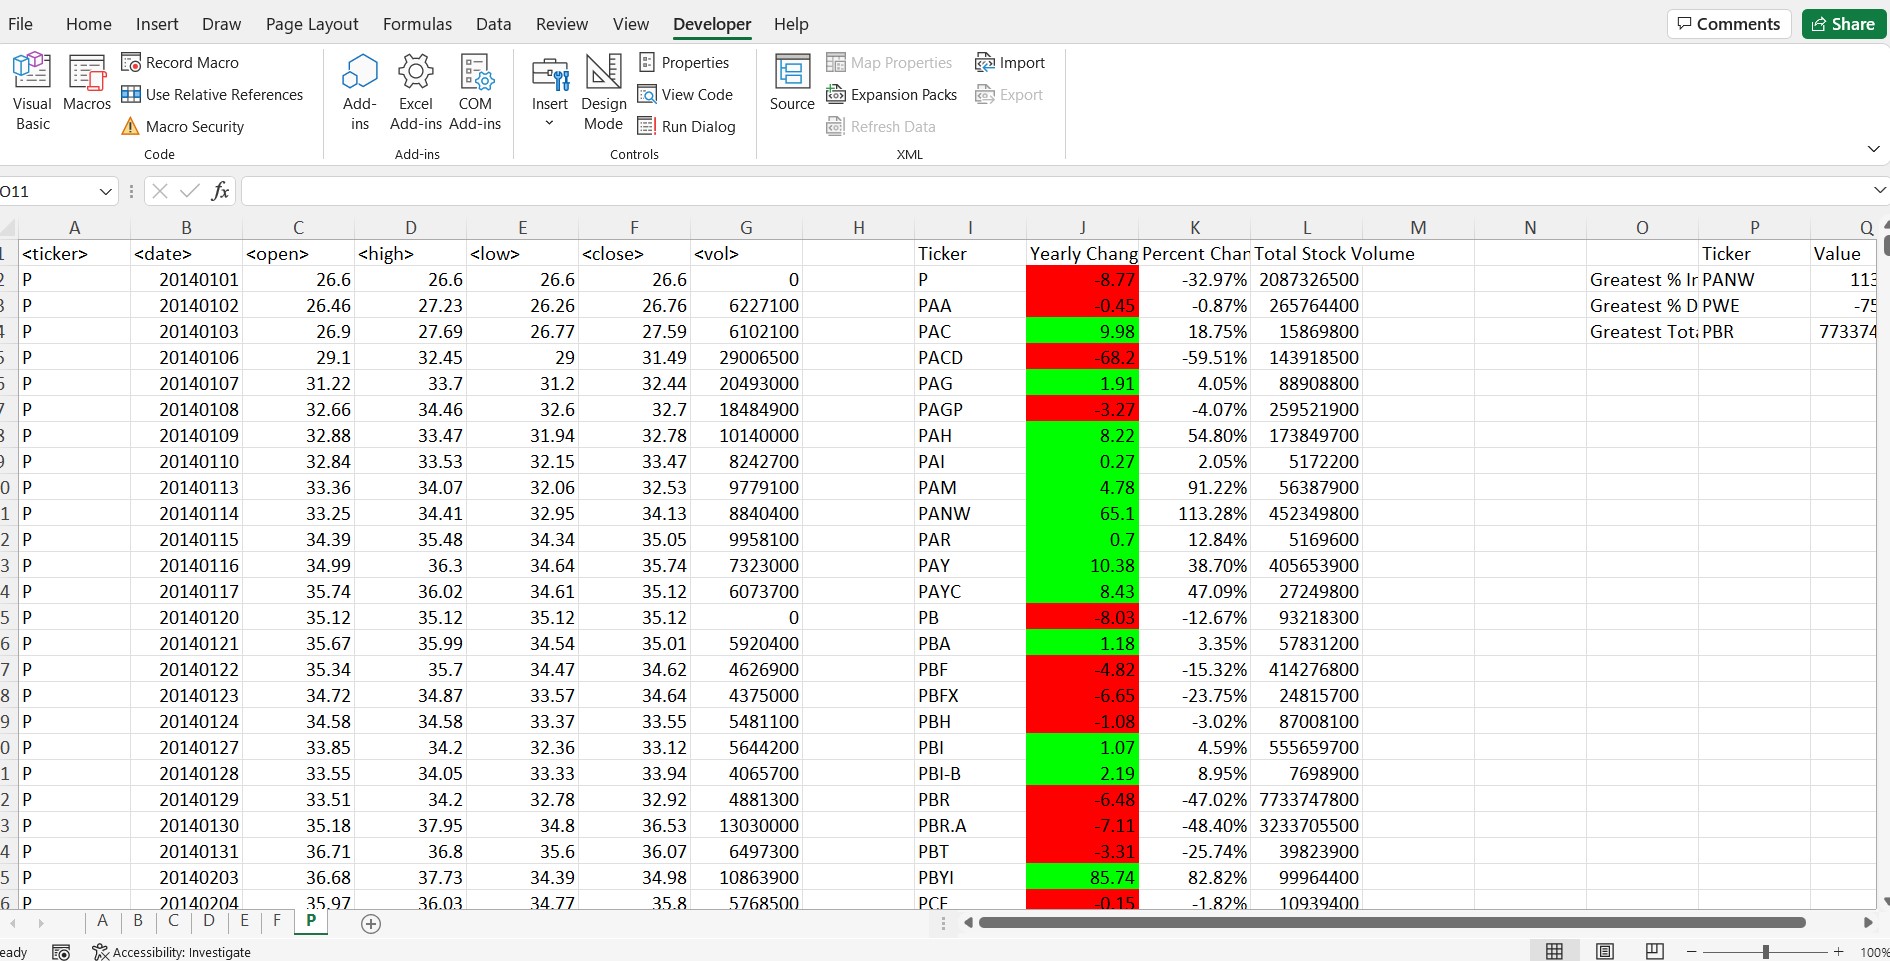 File Home Insert Draw Page Layout Formulas Data Review View Developer Help Comments Share
Visual Basic
Macros
Record Macro
Use Relative References
Macro Security
Code
Add-ins
Excel Add-ins
COM Add-ins
Add-ins
Insert
Design Mode
Properties
View Code
Run Dialog
Controls
Source
Map Properties
Expansion Packs
Refresh Data
Import
Export
XML
O11 fx
A B C D E F G H I J K L M N O P Q
1 <ticker> <date> <open> <high> <low> <close> <vol> Ticker Yearly Chang Percent Chan Total Stock Volume Ticker Value
2 P 20140101 26.6 26.6 26.6 26.6 0 P -8.77 -32.97% 2087326500 Greatest % In PANW 113
3 P 20140102 26.46 27.23 26.26 26.76 6227100 PAA -0.45 -0.87% 265764400 Greatest % D PWE -75
4 P 20140103 26.9 27.69 26.77 27.59 6102100 PAC 9.98 18.75% 15869800 Greatest Tota PBR 773374
5 P 20140106 29.1 32.45 29 31.49 29006500 PACD -68.2 -59.51% 143918500
6 P 20140107 31.22 33.7 31.2 32.44 20493000 PAG 1.91 4.05% 88908800
7 P 20140108 32.66 34.46 32.6 32.7 18484900 PAGP -3.27 -4.07% 259521900
8 P 20140109 32.88 33.47 31.94 32.78 10140000 PAH 8.22 54.80% 173849700
9 P 20140110 32.84 33.53 32.15 33.47 8242700 PAI 0.27 2.05% 5172200
0 P 20140113 33.36 34.07 32.06 32.53 9779100 PAM 4.78 91.22% 56387900
1 P 20140114 33.25 34.41 32.95 34.13 8840400 PANW 65.1 113.28% 452349800
2 P 20140115 34.39 35.48 34.34 35.05 9958100 PAR 0.7 12.84% 5169600
3 P 20140116 34.99 36.3 34.64 35.74 7323000 PAY 10.38 38.70% 405653900
4 P 20140117 35.74 36.02 34.61 35.12 6073700 PAYC 8.43 47.09% 27249800
5 P 20140120 35.12 35.12 35.12 35.12 0 PB -8.03 -12.67% 93218300
6 P 20140121 35.67 35.99 34.54 35.01 5920400 PBA 1.18 3.35% 57831200
7 P 20140122 35.34 35.7 34.47 34.62 4626900 PBF -4.82 -15.32% 414276800
8 P 20140123 34.72 34.87 33.57 34.64 4375000 PBFX -6.65 -23.75% 24815700
9 P 20140124 34.58 34.58 33.37 33.55 5481100 PBH -1.08 -3.02% 87008100
0 P 20140127 33.85 34.2 32.36 33.12 5644200 PBI 1.07 4.59% 555659700
1 P 20140128 33.55 34.05 33.33 33.94 4065700 PBI-B 2.19 8.95% 7698900
2 P 20140129 33.51 34.2 32.78 32.92 4881300 PBR -6.48 -47.02% 7733747800
3 P 20140130 35.18 37.95 34.8 36.53 13030000 PBR.A -7.11 -48.40% 3233705500
4 P 20140131 36.71 36.8 35.6 36.07 6497300 PBT -3.31 -25.74% 39823900
5 P 20140203 36.68 37.73 34.39 34.98 10863900 PBYI 85.74 82.82% 99964400
6 P 20140204 35.97 36.03 34.77 35.8 5768500 PCF -0.15 -1.82% 10939400
A B C D E F P
eady Accessibility: Investigate 100%